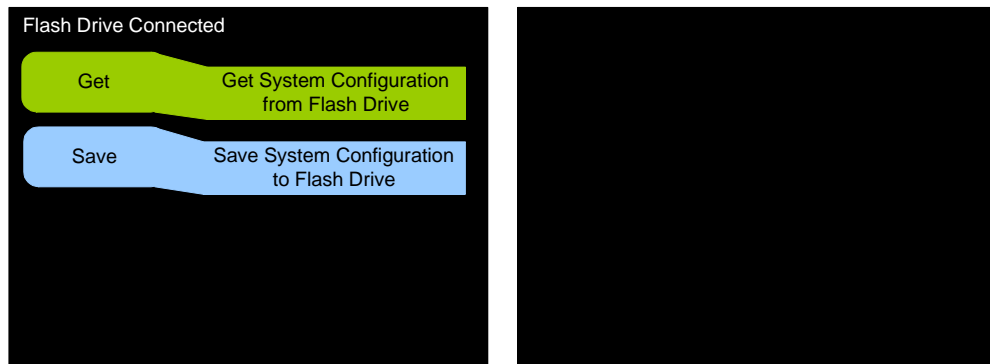 Flash Drive Connected
Get
Get System Configuration
from Flash Drive
Save
Save System Configuration
to Flash Drive